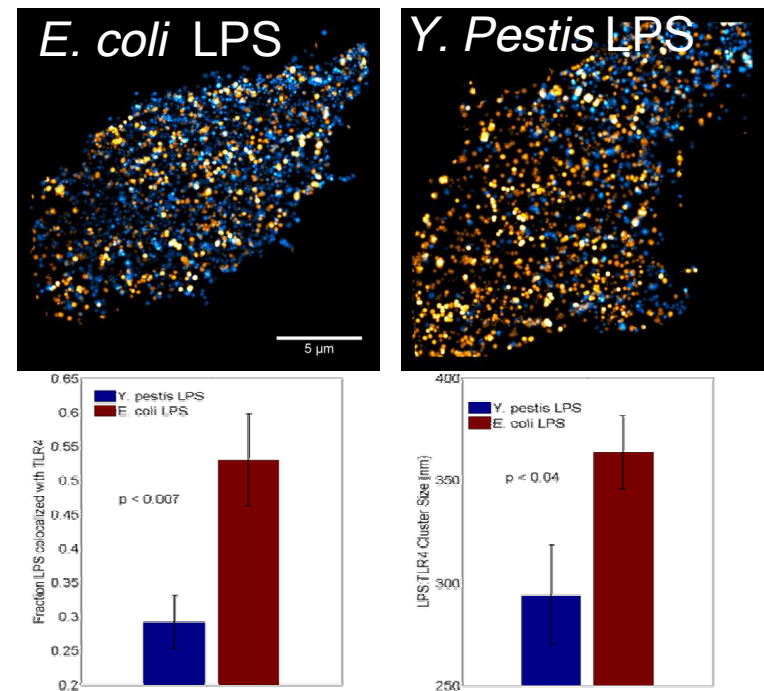 E. coli LPS
Y. Pestis LPS
5 µm
0.65
0.6
0.55
0.5
0.45
0.4
0.35
0.3
0.25
0.2
Fraction LPS colocalized with TLR4
Y. pestis LPS
E. coli LPS
p < 0.007
400
350
300
250
LPS:TLR4 Cluster Size (nm)
Y. pestis LPS
E. coli LPS
p < 0.04